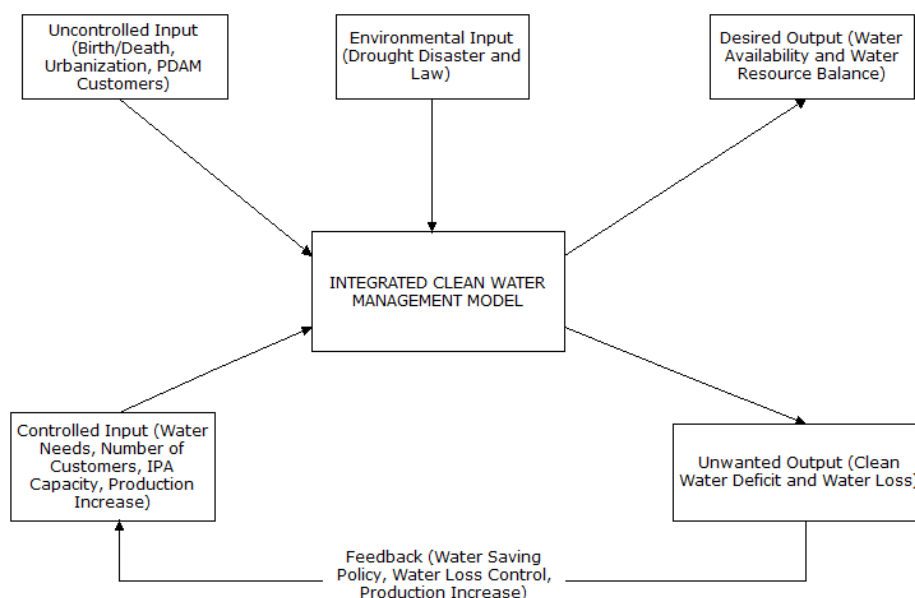 Uncontrolled Input
(Birth/Death,
Urbanization, PDAM
Customers)
Environmental Input
(Drought Disaster and
Law)
Desired Output (Water
Availability and Water
Resource Balance)
INTEGRATED CLEAN WATER
MANAGEMENT MODEL
Controlled Input (Water
Needs, Number of
Customers, IPA
Capacity, Production
Increase)
Unwanted Output (Clean
Water Deficit and Water Loss)
Feedback (Water Saving
Policy, Water Loss Control,
Production Increase)